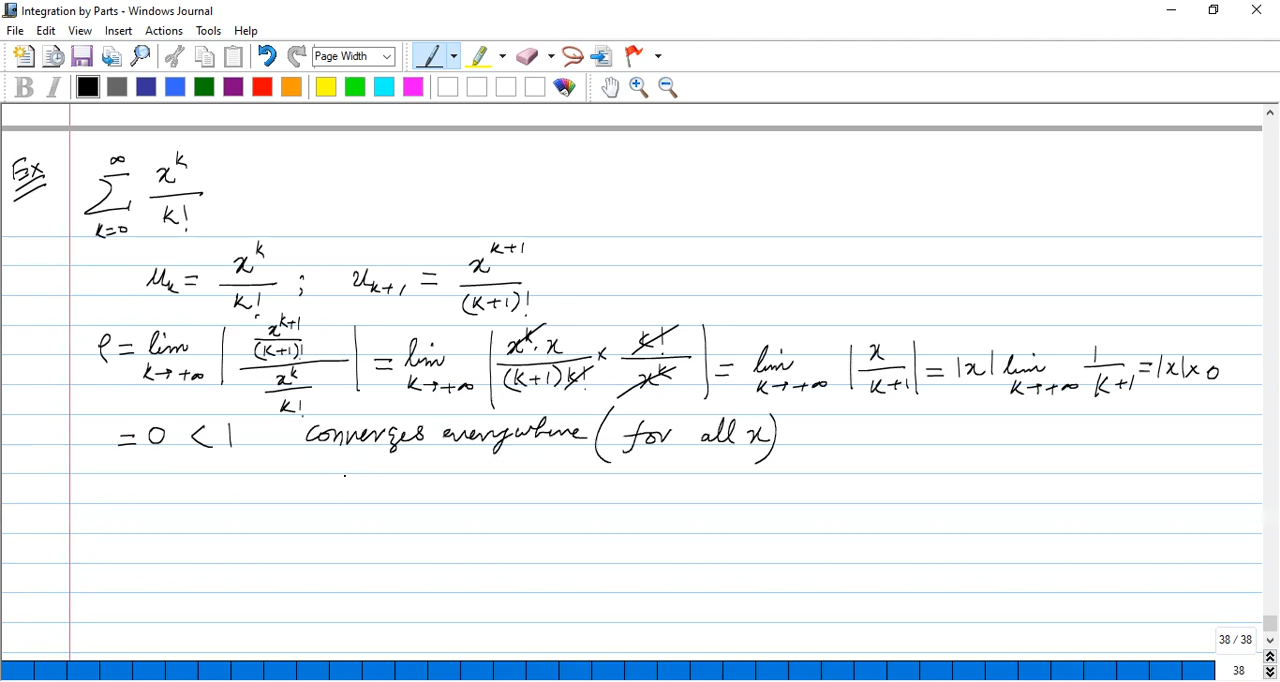 Integration by Parts - Windows Journal
File Edit View Insert Actions Tools Help
Page Width
B I
Ex ∑_{k=0}^{∞} x^k / k!
u_k = x^k / k! ; u_{k+1} = x^{k+1} / (k+1)!
ρ = lim_{k→+∞} | (x^{k+1} / (k+1)!) / (x^k / k!) | = lim_{k→+∞} | (x^k · x) / ((k+1) k!) × k! / x^k | = lim_{k→+∞} | x / (k+1) | = |x| lim_{k→+∞} 1 / (k+1) = |x| × 0
= 0 < 1 converges everywhere (for all x)
38 / 38
38